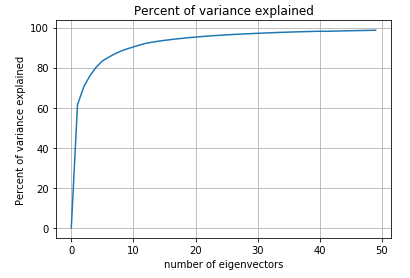 Percent of variance explained
Percent of variance explained
100
80
60
40
20
0
0 10 20 30 40 50
number of eigenvectors